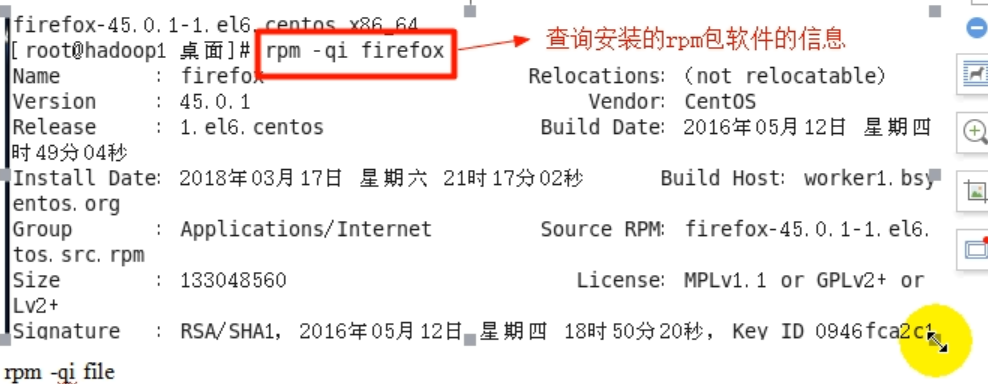 firefox-45.0.1-1.el6.centos.x86_64
[root@hadoop1 桌面]# rpm -qi firefox 查询安装的rpm包软件的信息
Name : firefox Relocations: (not relocatable)
Version : 45.0.1 Vendor: CentOS
Release : 1.el6.centos Build Date: 2016年05月12日 星期四
时49分04秒
Install Date: 2018年03月17日 星期六 21时17分02秒 Build Host: worker1.bsy
entos.org
Group : Applications/Internet Source RPM: firefox-45.0.1-1.el6.
tos.src.rpm
Size : 133048560 License: MPLv1.1 or GPLv2+ or
Lv2+
Signature : RSA/SHA1, 2016年05月12日 星期四 18时50分20秒, Key ID 0946fca2c1
rpm -qi file